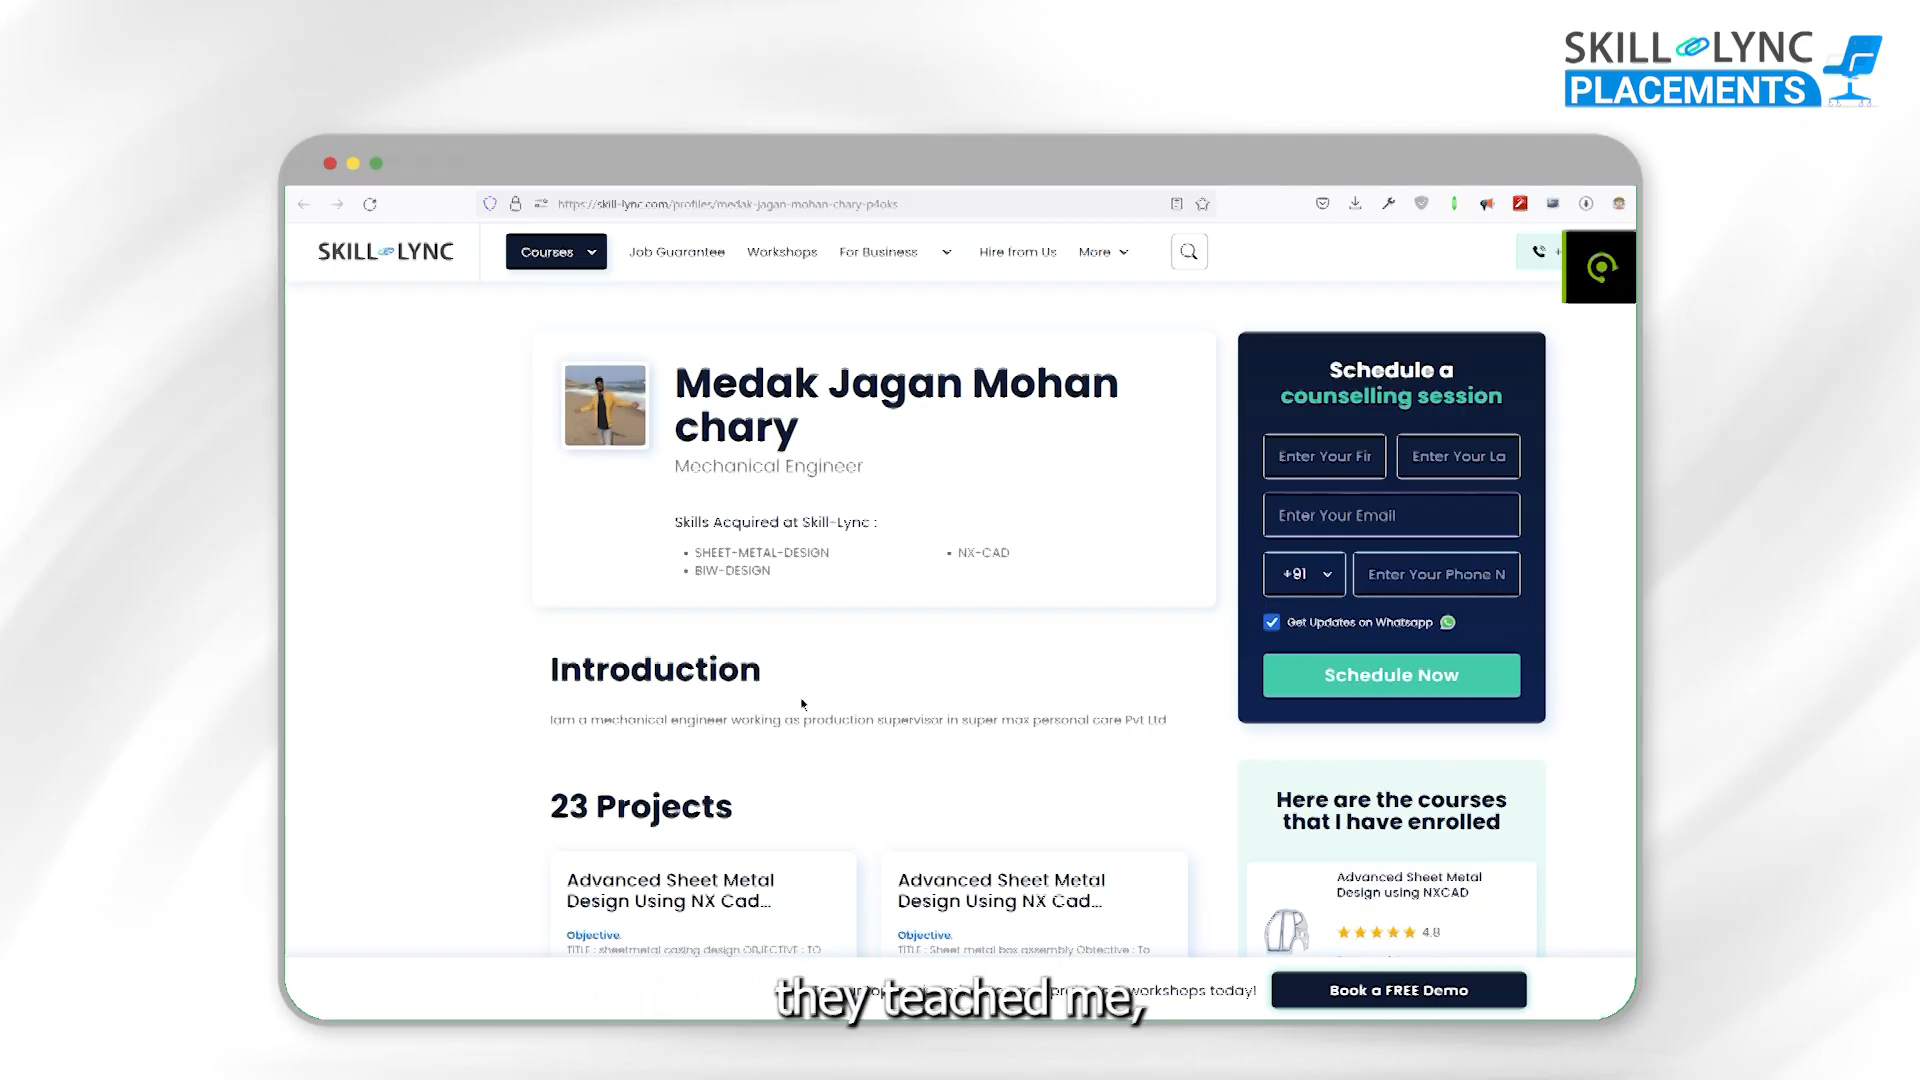 SKILL LYNC
PLACEMENTS
https://skill-lync.com/profiles/medak-jagan-mohan-chary-p4oks
SKILL LYNC
Courses
Job Guarantee
Workshops
For Business
Hire from Us
More
Medak Jagan Mohan
chary
Mechanical Engineer
Skills Acquired at Skill-Lync :
• SHEET-METAL-DESIGN
• NX-CAD
• BIW-DESIGN
Introduction
Iam a mechanical engineer working as production supervisor in super max personal care Pvt Ltd
23 Projects
Advanced Sheet Metal
Design Using NX Cad...
Objective.
TITLE : sheetmetal casing design OBJECTIVE : TO
Advanced Sheet Metal
Design Using NX Cad...
Objective.
TITLE : Sheet metal box assembly Objective : To
Schedule a
counselling session
Enter Your Fir
Enter Your La
Enter Your Email
+91
Enter Your Phone N
Get Updates on Whatsapp
Schedule Now
Here are the courses
that I have enrolled
Advanced Sheet Metal
Design using NXCAD
4.8
workshops today!
Book a FREE Demo
they teached me,